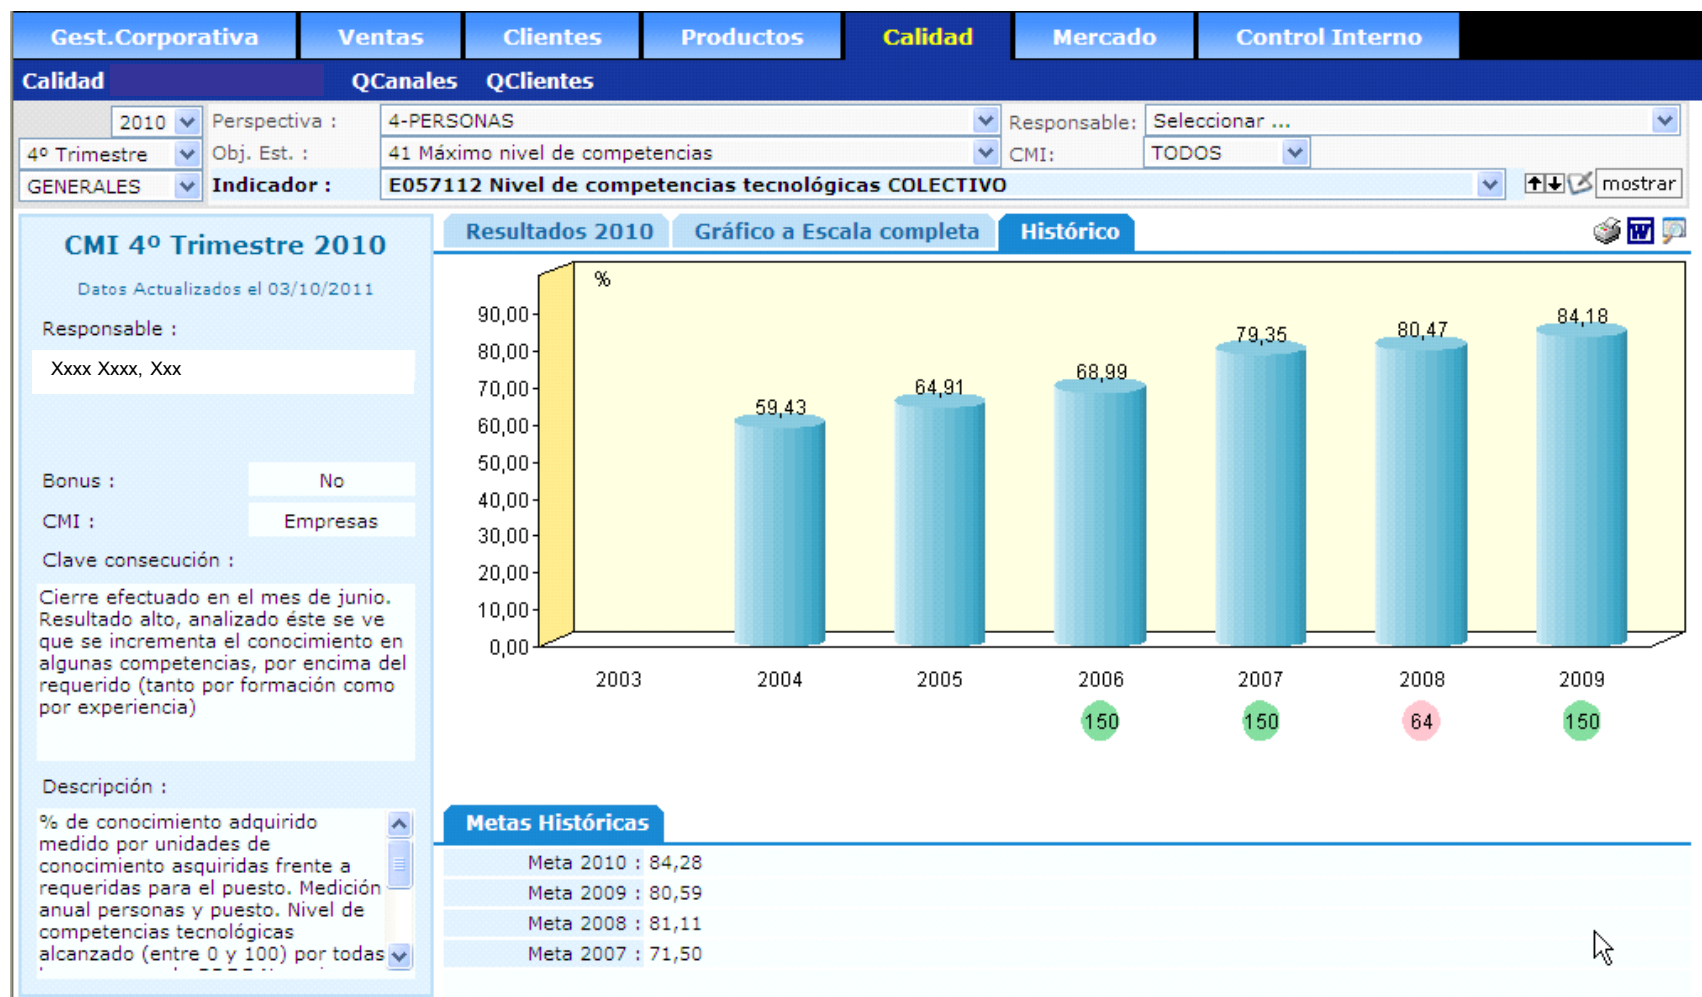 Gest.Corporativa Ventas Clientes Productos Calidad Mercado Control Interno
Calidad QCanales QClientes
2010 Perspectiva : 4-PERSONAS Responsable: Seleccionar ...
4º Trimestre Obj. Est. : 41 Máximo nivel de competencias CMI: TODOS
GENERALES Indicador : E057112 Nivel de competencias tecnológicas COLECTIVO mostrar
CMI 4º Trimestre 2010
Datos Actualizados el 03/10/2011
Responsable :
Xxxx Xxxx, Xxx
Bonus : No
CMI : Empresas
Clave consecución :
Cierre efectuado en el mes de junio.
Resultado alto, analizado éste se ve
que se incrementa el conocimiento en
algunas competencias, por encima del
requerido (tanto por formación como
por experiencia)
Descripción :
% de conocimiento adquirido
medido por unidades de
conocimiento asquiridas frente a
requeridas para el puesto. Medición
anual personas y puesto. Nivel de
competencias tecnológicas
alcanzado (entre 0 y 100) por todas
Resultados 2010 Gráfico a Escala completa Histórico
%
90,00
80,00
70,00
60,00
50,00
40,00
30,00
20,00
10,00
0,00
59,43 64,91 68,99 79,35 80,47 84,18
2003 2004 2005 2006 2007 2008 2009
150 150 64 150
Metas Históricas
Meta 2010 : 84,28
Meta 2009 : 80,59
Meta 2008 : 81,11
Meta 2007 : 71,50